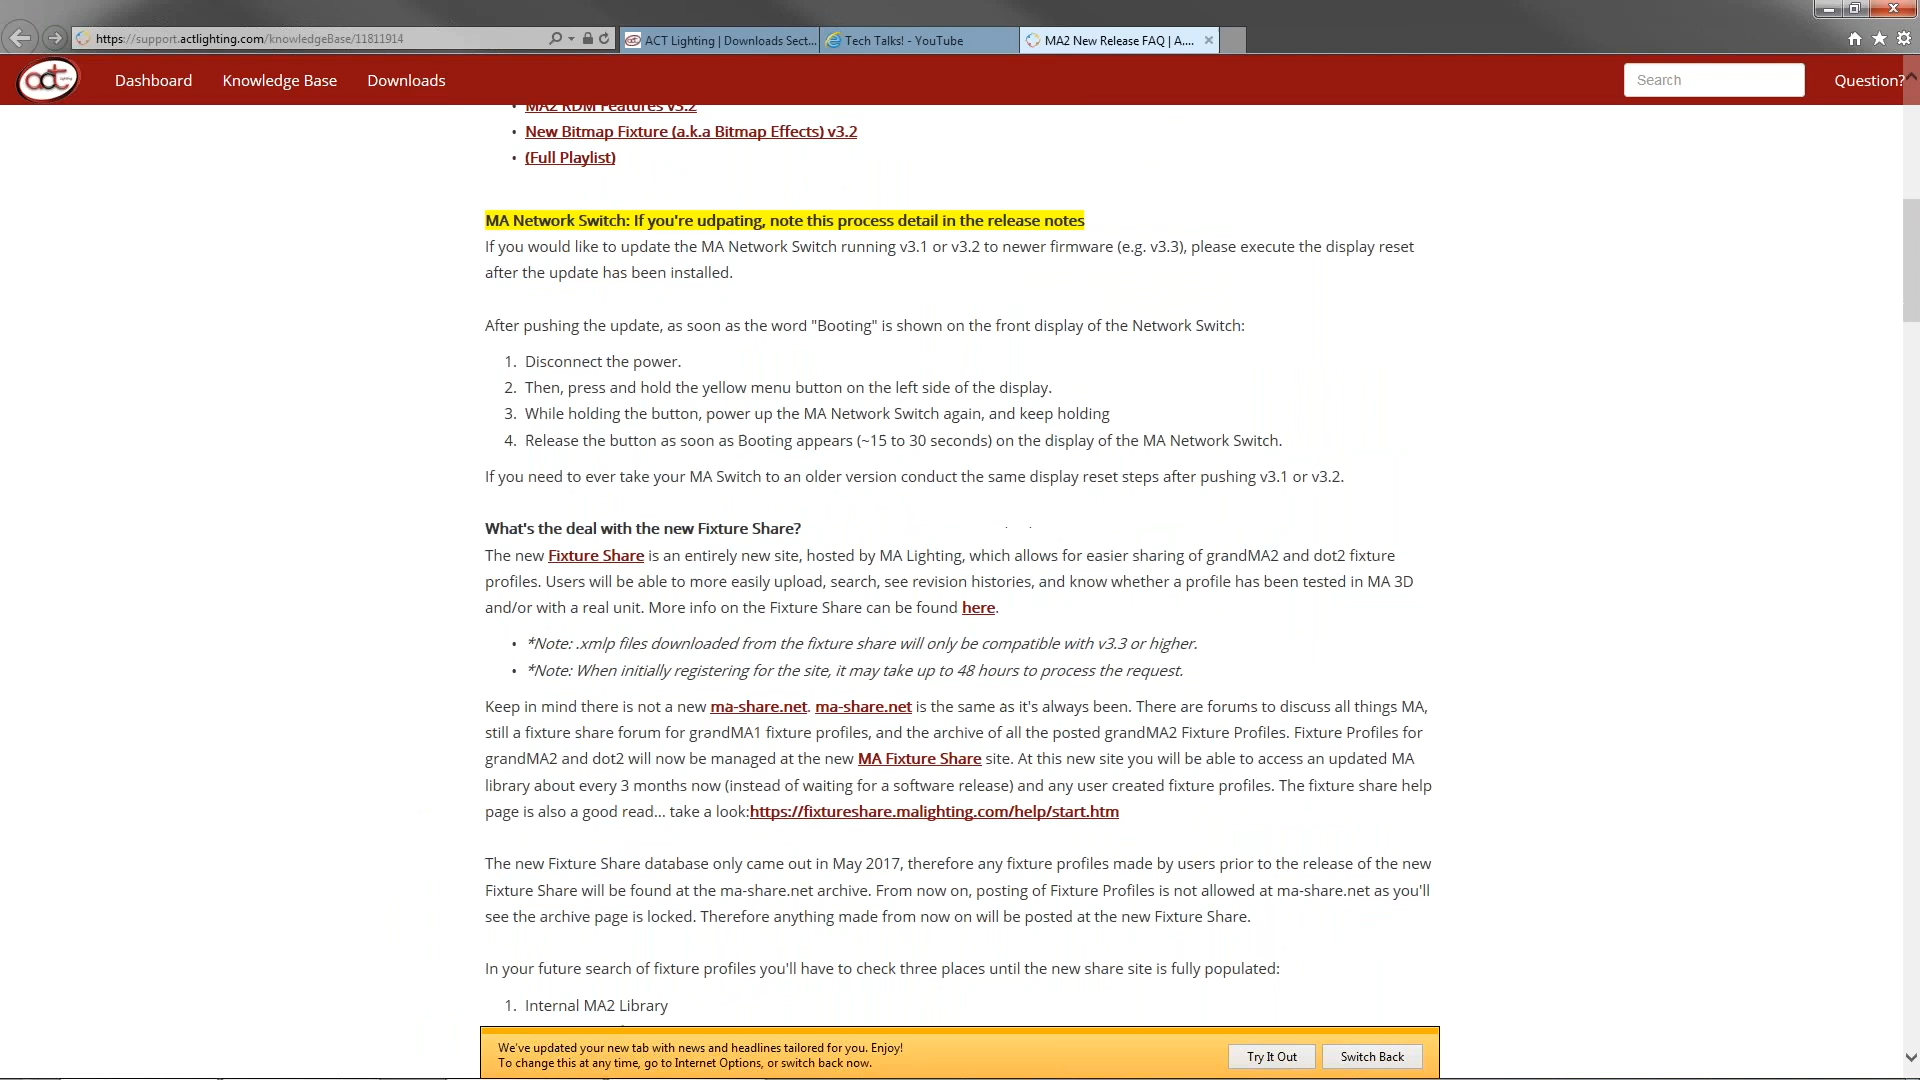 https://support.actlighting.com/knowledgeBase/11811914
ACT Lighting | Downloads Sect...
Tech Talks! - YouTube
MA2 New Release FAQ | A....
act
Dashboard
Knowledge Base
Downloads
Search
Question?
• MA2 RDM Features v3.2
• New Bitmap Fixture (a.k.a Bitmap Effects) v3.2
• (Full Playlist)
MA Network Switch: If you're udpating, note this process detail in the release notes
If you would like to update the MA Network Switch running v3.1 or v3.2 to newer firmware (e.g. v3.3), please execute the display reset
after the update has been installed.
After pushing the update, as soon as the word "Booting" is shown on the front display of the Network Switch:
1. Disconnect the power.
2. Then, press and hold the yellow menu button on the left side of the display.
3. While holding the button, power up the MA Network Switch again, and keep holding
4. Release the button as soon as Booting appears (~15 to 30 seconds) on the display of the MA Network Switch.
If you need to ever take your MA Switch to an older version conduct the same display reset steps after pushing v3.1 or v3.2.
What's the deal with the new Fixture Share?
The new Fixture Share is an entirely new site, hosted by MA Lighting, which allows for easier sharing of grandMA2 and dot2 fixture
profiles. Users will be able to more easily upload, search, see revision histories, and know whether a profile has been tested in MA 3D
and/or with a real unit. More info on the Fixture Share can be found here.
• *Note: .xmlp files downloaded from the fixture share will only be compatible with v3.3 or higher.
• *Note: When initially registering for the site, it may take up to 48 hours to process the request.
Keep in mind there is not a new ma-share.net. ma-share.net is the same as it's always been. There are forums to discuss all things MA,
still a fixture share forum for grandMA1 fixture profiles, and the archive of all the posted grandMA2 Fixture Profiles. Fixture Profiles for
grandMA2 and dot2 will now be managed at the new MA Fixture Share site. At this new site you will be able to access an updated MA
library about every 3 months now (instead of waiting for a software release) and any user created fixture profiles. The fixture share help
page is also a good read... take a look:https://fixtureshare.malighting.com/help/start.htm
The new Fixture Share database only came out in May 2017, therefore any fixture profiles made by users prior to the release of the new
Fixture Share will be found at the ma-share.net archive. From now on, posting of Fixture Profiles is not allowed at ma-share.net as you'll
see the archive page is locked. Therefore anything made from now on will be posted at the new Fixture Share.
In your future search of fixture profiles you'll have to check three places until the new share site is fully populated:
1. Internal MA2 Library
We've updated your new tab with news and headlines tailored for you. Enjoy!
To change this at any time, go to Internet Options, or switch back now.
Try It Out
Switch Back